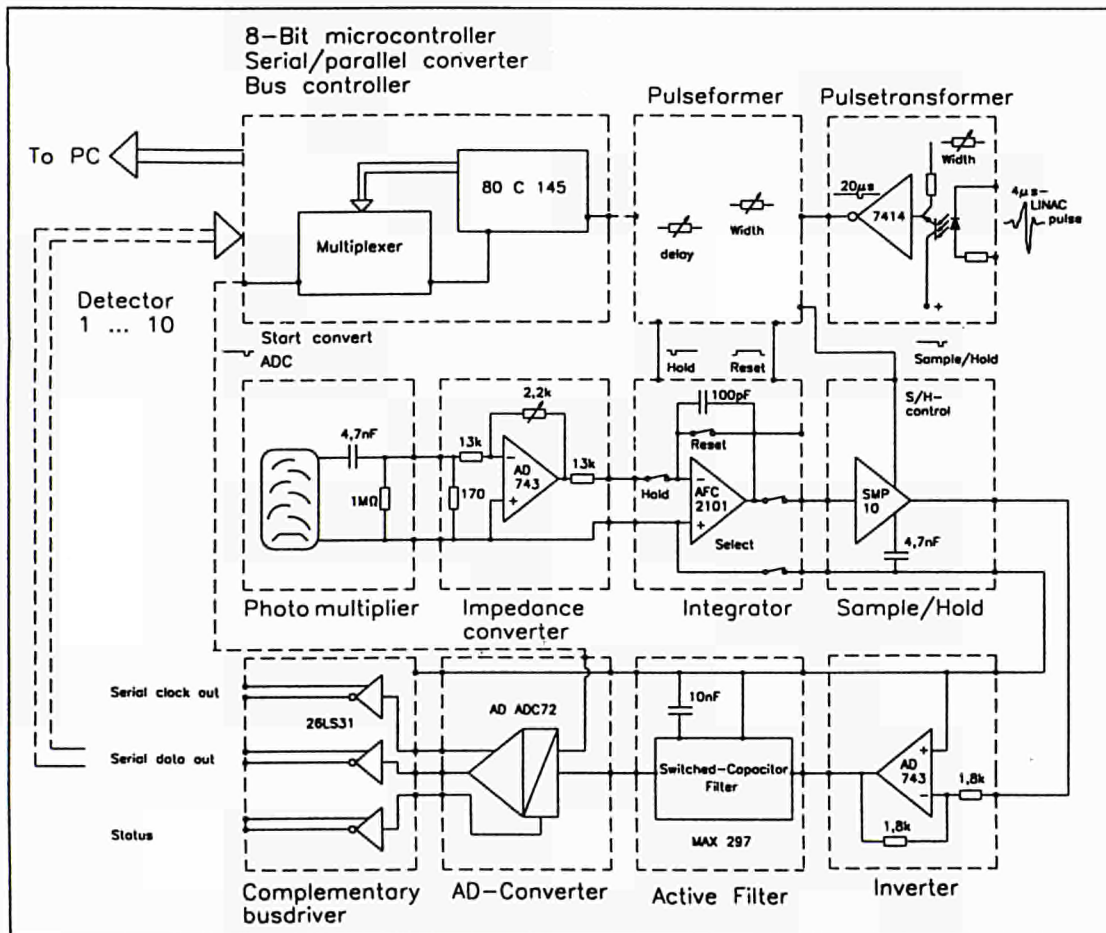 8-Bit microcontroller
Serial/parallel converter
Bus controller
Pulseformer
Pulsetransformer
To PC
80 C 145
Multiplexer
delay
Width
20µs
7414
Width
4µs-
LINAC
pulse
+
Detector
1 ... 10
Start convert
ADC
Hold
Reset
Sample/Hold
4,7nF
1MΩ
13k
170
2,2k
-
AD
743
+
13k
Hold
100pF
Reset
-
AFC
2101
+
Select
S/H-
control
SMP
10
4,7nF
Photo multiplier
Impedance
converter
Integrator
Sample/Hold
Serial clock out
Serial data out
Status
26LS31
AD ADC72
10nF
Switched-Capacitor
Filter
MAX 297
+
AD
743
-
1,8k
1,8k
Complementary
busdriver
AD-Converter
Active Filter
Inverter